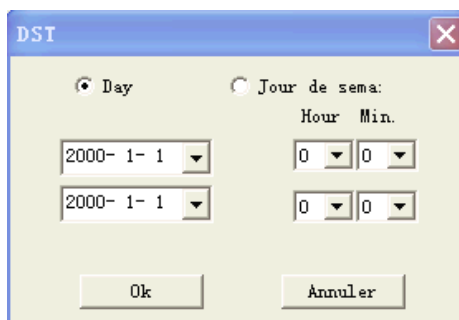 DST
Day Jour de sema:
Hour Min.
2000- 1- 1 0 0
2000- 1- 1 0 0
Ok Annuler